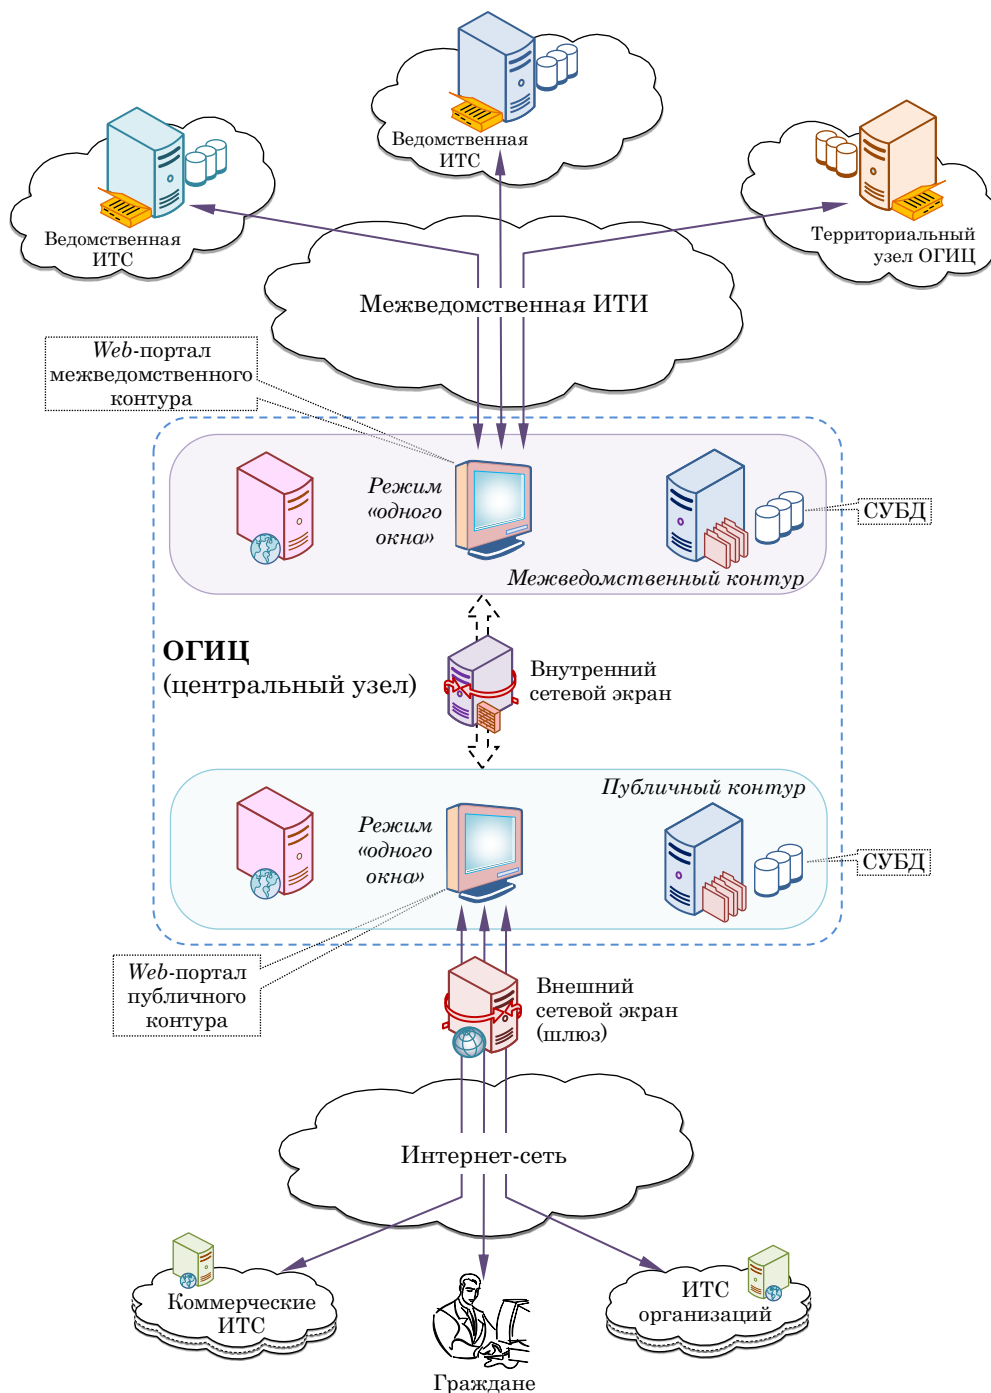 Ведомственная
ИТС
Ведомственная
ИТС
Территориальный
узел ОГИЦ
Межведомственная ИТИ
Web-портал
межведомственного
контура
Режим
«одного
окна»
СУБД
Межведомственный контур
ОГИЦ
(центральный узел)
Внутренний
сетевой экран
Публичный контур
Режим
«одного
окна»
СУБД
Web-портал
публичного
контура
Внешний
сетевой экран
(шлюз)
Интернет-сеть
Коммерческие
ИТС
ИТС
организаций
Граждане